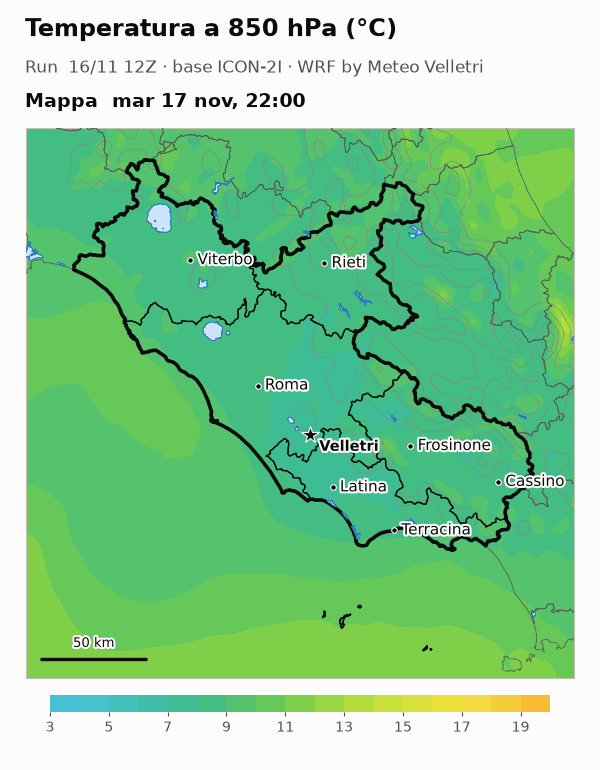 Temperatura a 850 hPa (°C)
Run  16/11 12Z · base ICON-2I · WRF by Meteo Velletri
Mappa  mar 17 nov, 22:00
Viterbo
Rieti
Roma
Velletri
Frosinone
Latina
Cassino
Terracina
50 km
3 5 7 9 11 13 15 17 19